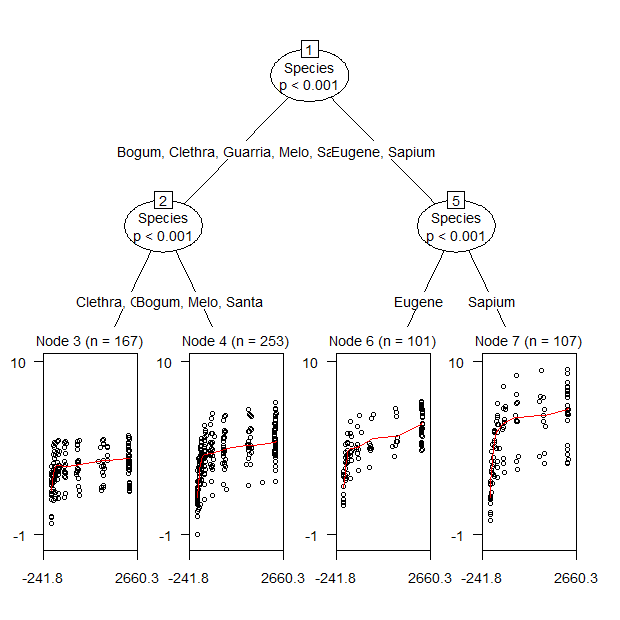 1
Species
p < 0.001
Bogum, Clethra, Guarria, Melo, Sa Eugene, Sapium
2
Species
p < 0.001
5
Species
p < 0.001
Clethra, Bogum, Melo, Santa
Eugene
Sapium
Node 3 (n = 167)
10
-1
-241.8
2660.3
Node 4 (n = 253)
10
-1
-241.8
2660.3
Node 6 (n = 101)
10
-1
-241.8
2660.3
Node 7 (n = 107)
10
-1
-241.8
2660.3